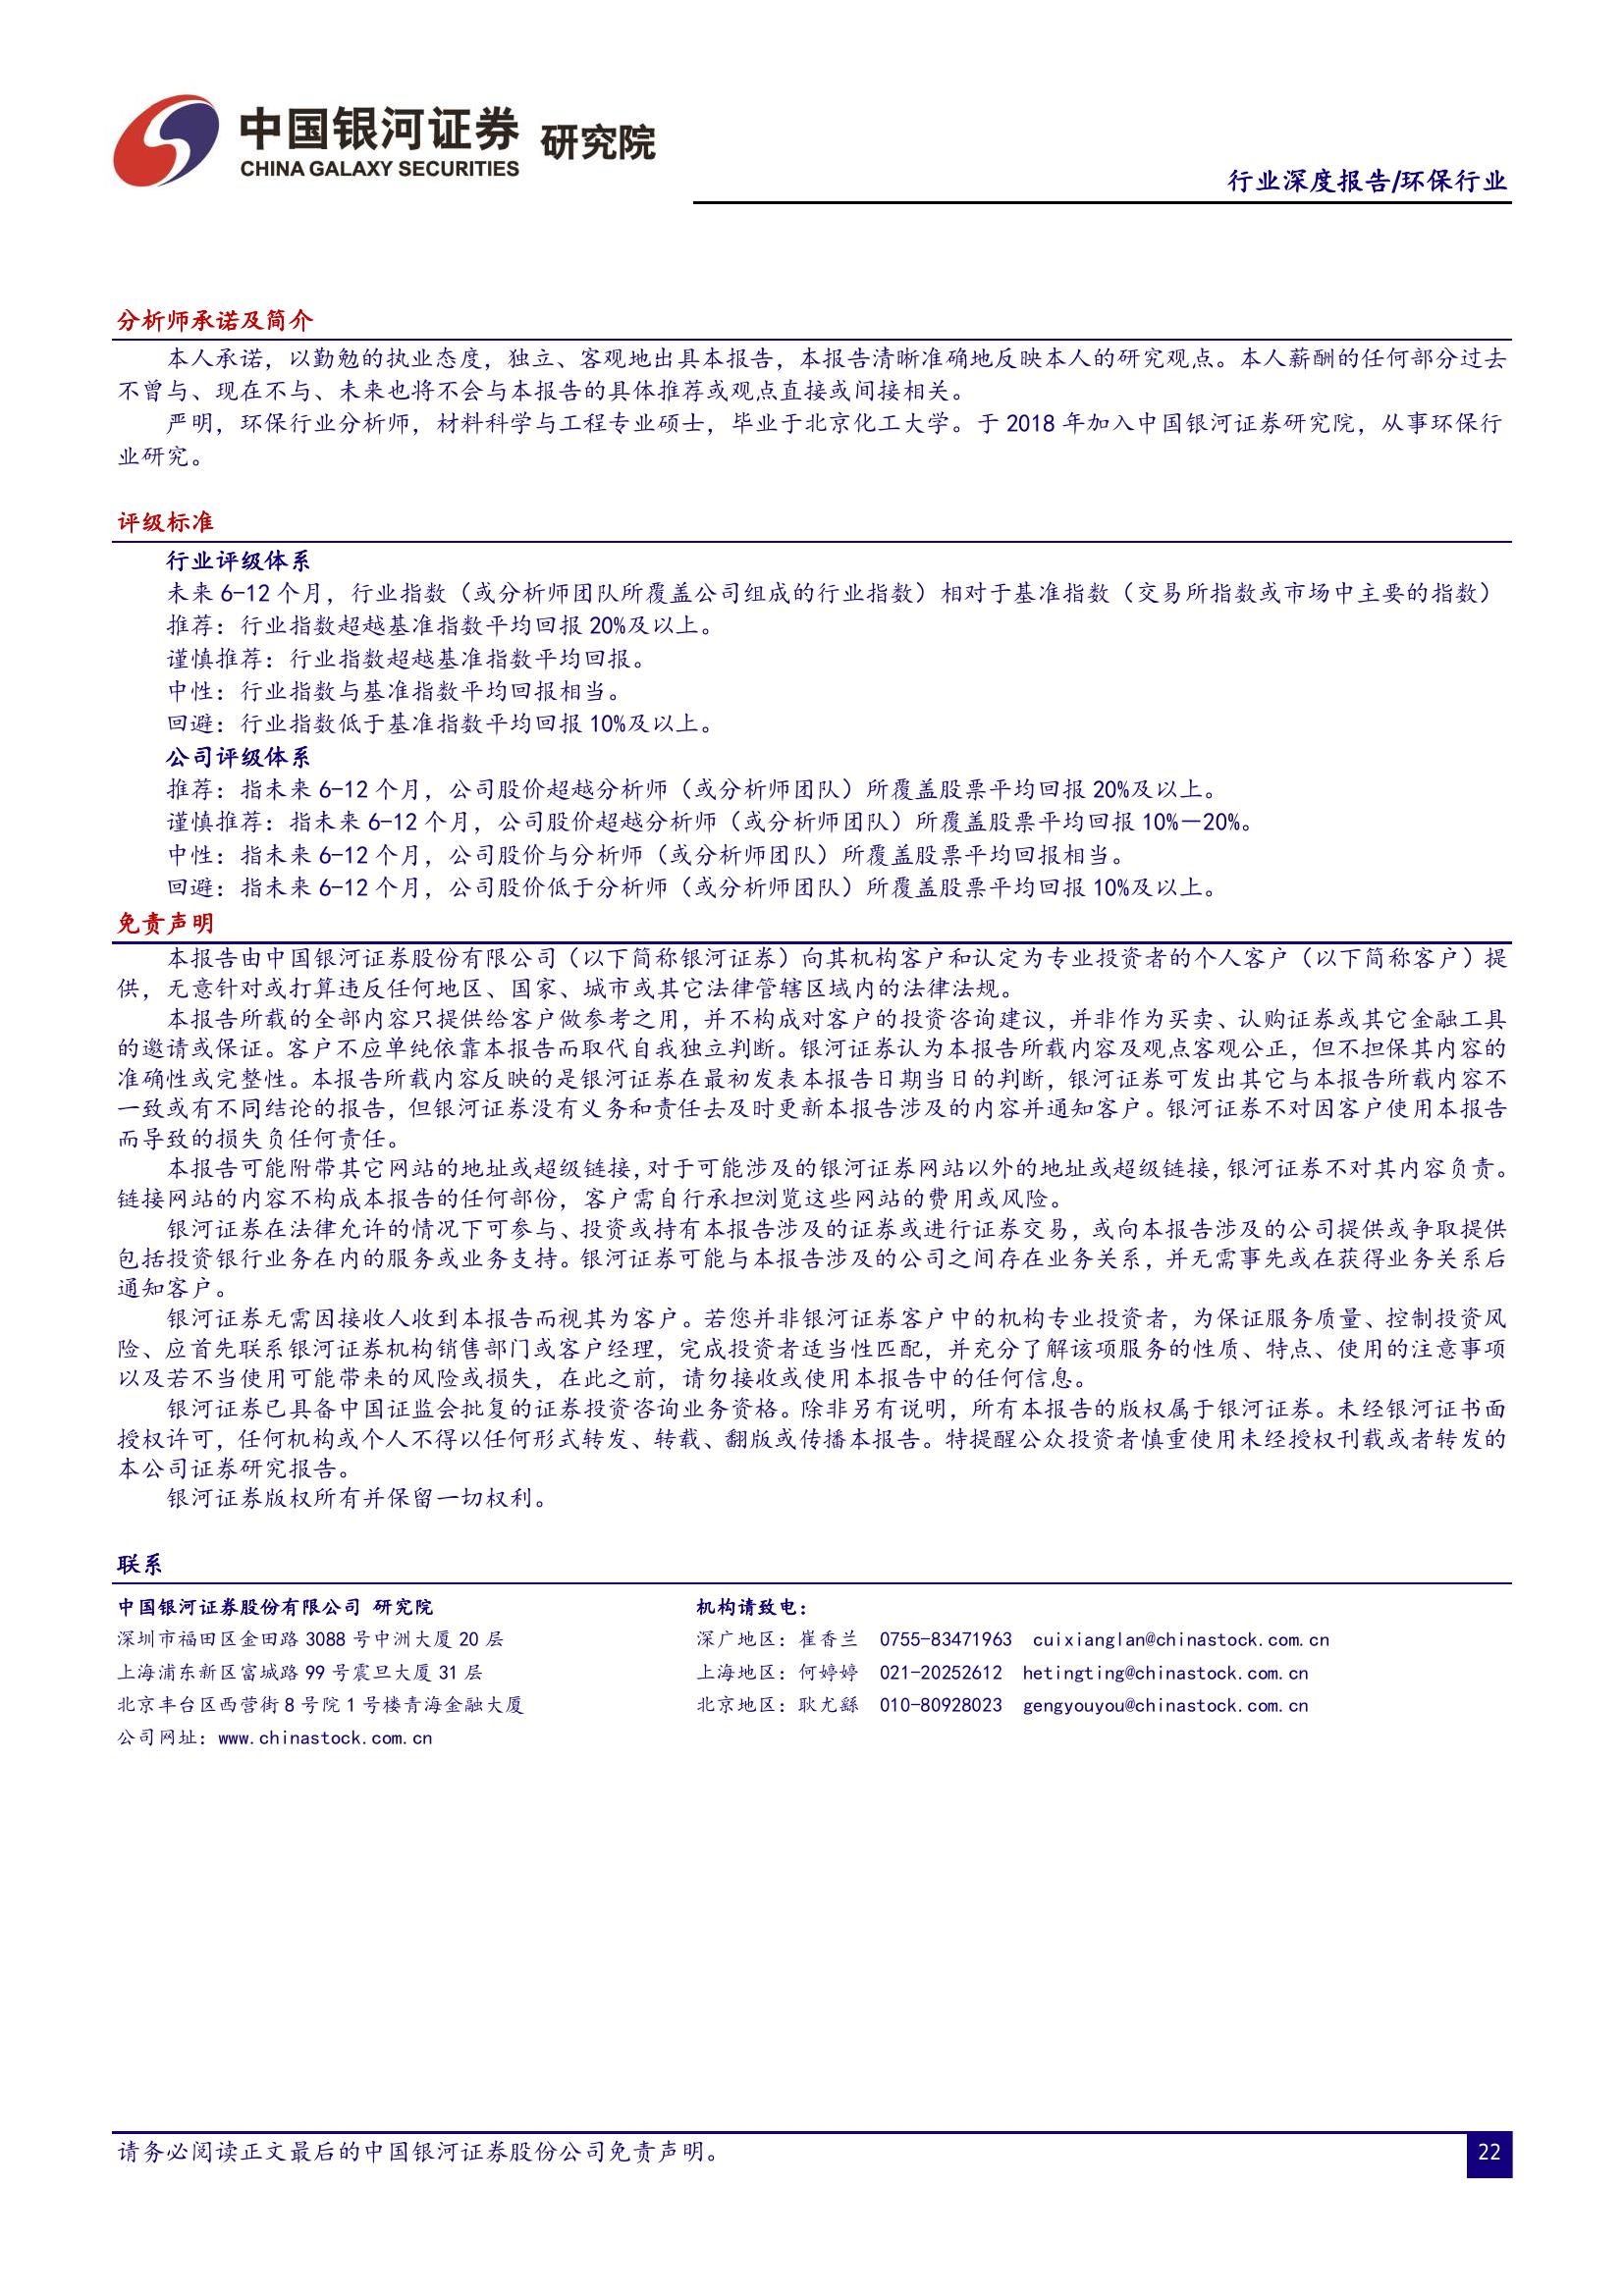 中国银河证券 研究院
CHINA GALAXY SECURITIES
行业深度报告/环保行业
分析师承诺及简介
本人承诺，以勤勉的执业态度，独立、客观地出具本报告，本报告清晰准确地反映本人的研究观点。本人薪酬的任何部分过去
不曾与、现在不与、未来也将不会与本报告的具体推荐或观点直接或间接相关。
严明，环保行业分析师，材料科学与工程专业硕士，毕业于北京化工大学。于 2018 年加入中国银河证券研究院，从事环保行
业研究。
评级标准
行业评级体系
未来 6-12 个月，行业指数（或分析师团队所覆盖公司组成的行业指数）相对于基准指数（交易所指数或市场中主要的指数）
推荐：行业指数超越基准指数平均回报 20%及以上。
谨慎推荐：行业指数超越基准指数平均回报。
中性：行业指数与基准指数平均回报相当。
回避：行业指数低于基准指数平均回报 10%及以上。
公司评级体系
推荐：指未来 6-12 个月，公司股价超越分析师（或分析师团队）所覆盖股票平均回报 20%及以上。
谨慎推荐：指未来 6-12 个月，公司股价超越分析师（或分析师团队）所覆盖股票平均回报 10%－20%。
中性：指未来 6-12 个月，公司股价与分析师（或分析师团队）所覆盖股票平均回报相当。
回避：指未来 6-12 个月，公司股价低于分析师（或分析师团队）所覆盖股票平均回报 10%及以上。
免责声明
本报告由中国银河证券股份有限公司（以下简称银河证券）向其机构客户和认定为专业投资者的个人客户（以下简称客户）提
供，无意针对或打算违反任何地区、国家、城市或其它法律管辖区域内的法律法规。
本报告所载的全部内容只提供给客户做参考之用，并不构成对客户的投资咨询建议，并非作为买卖、认购证券或其它金融工具
的邀请或保证。客户不应单纯依靠本报告而取代自我独立判断。银河证券认为本报告所载内容及观点客观公正，但不担保其内容的
准确性或完整性。本报告所载内容反映的是银河证券在最初发表本报告日期当日的判断，银河证券可发出其它与本报告所载内容不
一致或有不同结论的报告，但银河证券没有义务和责任去及时更新本报告涉及的内容并通知客户。银河证券不对因客户使用本报告
而导致的损失负任何责任。
本报告可能附带其它网站的地址或超级链接，对于可能涉及的银河证券网站以外的地址或超级链接，银河证券不对其内容负责。
链接网站的内容不构成本报告的任何部份，客户需自行承担浏览这些网站的费用或风险。
银河证券在法律允许的情况下可参与、投资或持有本报告涉及的证券或进行证券交易，或向本报告涉及的公司提供或争取提供
包括投资银行业务在内的服务或业务支持。银河证券可能与本报告涉及的公司之间存在业务关系，并无需事先或在获得业务关系后
通知客户。
银河证券无需因接收人收到本报告而视其为客户。若您并非银河证券客户中的机构专业投资者，为保证服务质量、控制投资风
险、应首先联系银河证券机构销售部门或客户经理，完成投资者适当性匹配，并充分了解该项服务的性质、特点、使用的注意事项
以及若不当使用可能带来的风险或损失，在此之前，请勿接收或使用本报告中的任何信息。
银河证券已具备中国证监会批复的证券投资咨询业务资格。除非另有说明，所有本报告的版权属于银河证券。未经银河证书面
授权许可，任何机构或个人不得以任何形式转发、转载、翻版或传播本报告。特提醒公众投资者慎重使用未经授权刊载或者转发的
本公司证券研究报告。
银河证券版权所有并保留一切权利。
联系
中国银河证券股份有限公司 研究院
深圳市福田区金田路 3088 号中洲大厦 20 层
上海浦东新区富城路 99 号震旦大厦 31 层
北京丰台区西营街 8 号院 1 号楼青海金融大厦
公司网址：www.chinastock.com.cn
机构请致电：
深广地区：崔香兰 0755-83471963 cuixianglan@chinastock.com.cn
上海地区：何婷婷 021-20252612 hetingting@chinastock.com.cn
北京地区：耿尤繇 010-80928023 gengyouyou@chinastock.com.cn
请务必阅读正文最后的中国银河证券股份公司免责声明。
22